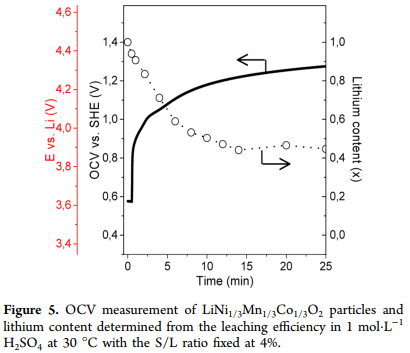 4,6
4,4
4,2
4,0
3,8
3,6
3,4
E vs. Li (V)
1,4
1,2
1,0
0,8
0,6
0,4
OCV vs. SHE (V)
1,0
0,8
0,6
0,4
0,2
0,0
Lithium content (x)
0 5 10 15 20 25
Time (min)
Figure 5. OCV measurement of LiNi1/3Mn1/3Co1/3O2 particles and
lithium content determined from the leaching efficiency in 1 mol·L−1
H2SO4 at 30 °C with the S/L ratio fixed at 4%.